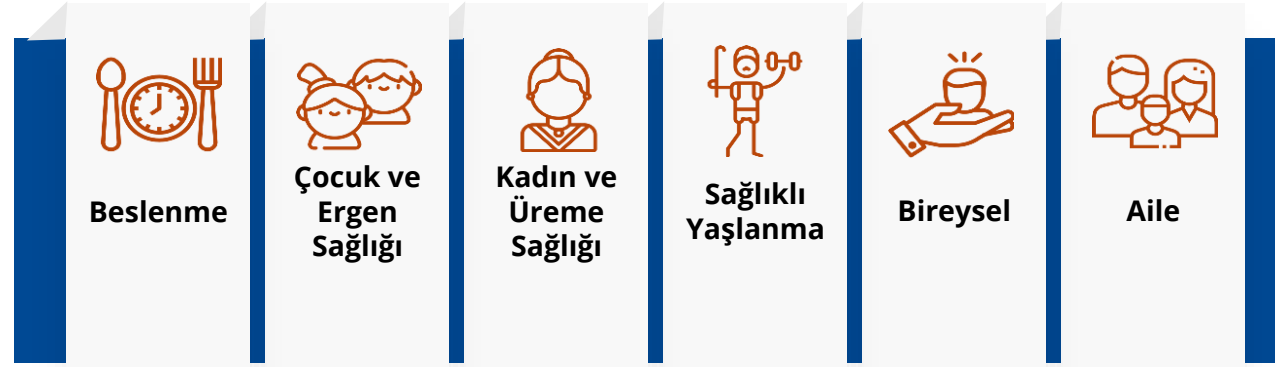 Beslenme
Çocuk ve
Ergen
Sağlığı
Kadın ve
Üreme
Sağlığı
Sağlıklı
Yaşlanma
Bireysel
Aile